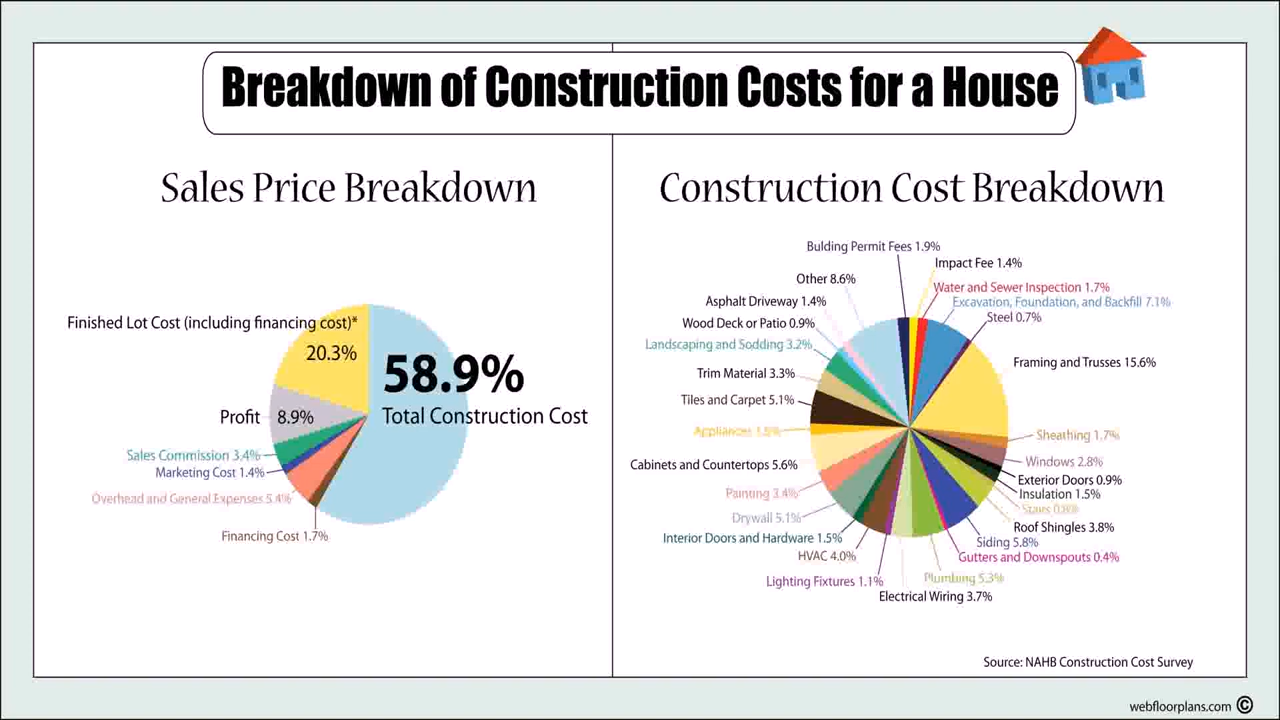 Breakdown of Construction Costs for a House
Sales Price Breakdown
Finished Lot Cost (including financing cost)*
20.3%
58.9%
Total Construction Cost
Profit 8.9%
Sales Commission 3.4%
Marketing Cost 1.4%
Overhead and General Expenses 5.4%
Financing Cost 1.7%
Construction Cost Breakdown
Bulding Permit Fees 1.9%
Impact Fee 1.4%
Other 8.6%
Water and Sewer Inspection 1.7%
Asphalt Driveway 1.4%
Excavation, Foundation, and Backfill 7.1%
Wood Deck or Patio 0.9%
Steel 0.7%
Landscaping and Sodding 3.2%
Framing and Trusses 15.6%
Trim Material 3.3%
Tiles and Carpet 5.1%
Appliances
Sheathing 1.7%
Cabinets and Countertops 5.6%
Windows 2.8%
Exterior Doors 0.9%
Painting 3.4%
Insulation 1.5%
Stairs
Drywall 5.1%
Roof Shingles 3.8%
Interior Doors and Hardware 1.5%
Siding 5.8%
HVAC 4.0%
Gutters and Downspouts 0.4%
Lighting Fixtures 1.1%
Plumbing 5.3%
Electrical Wiring 3.7%
Source: NAHB Construction Cost Survey
webfloorplans.com ©